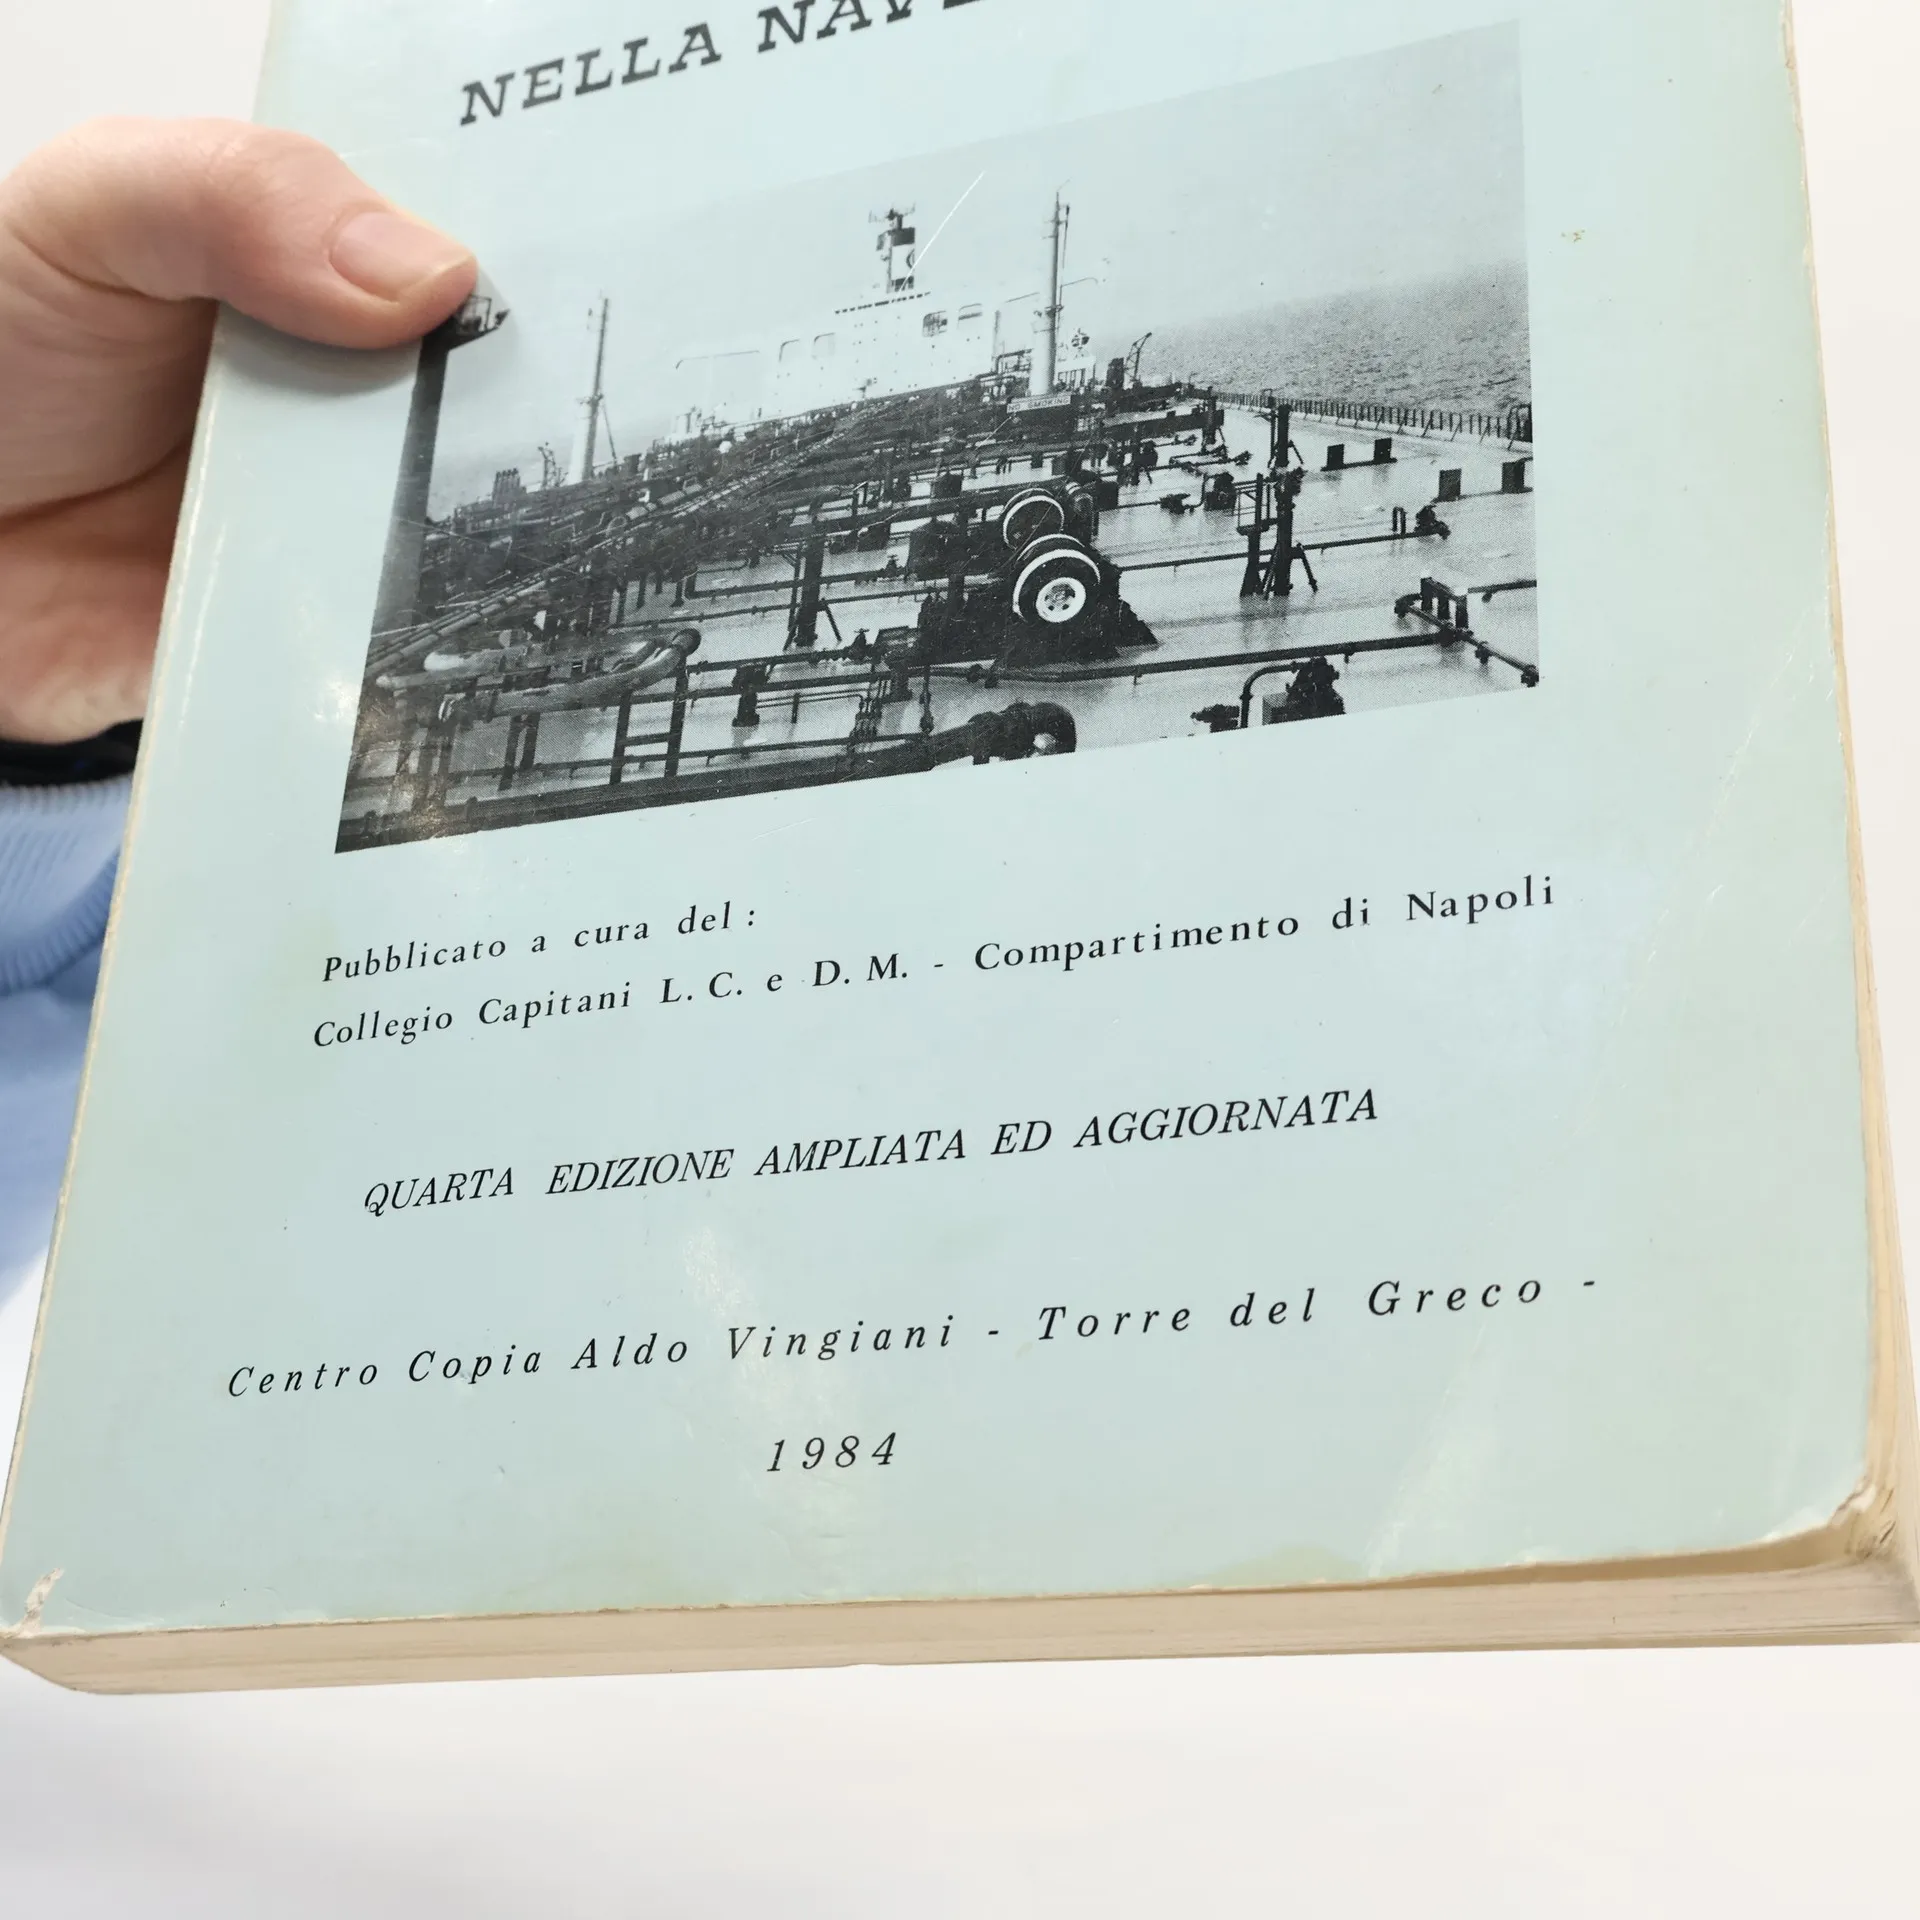 NELLA
NO SMOKING
Pubblicato a cura del :
Collegio Capitani L. C. e D. M. - Compartimento di Napoli
QUARTA EDIZIONE AMPLIATA ED AGGIORNATA
Centro Copia Aldo Vingiani - Torre del Greco -
1984